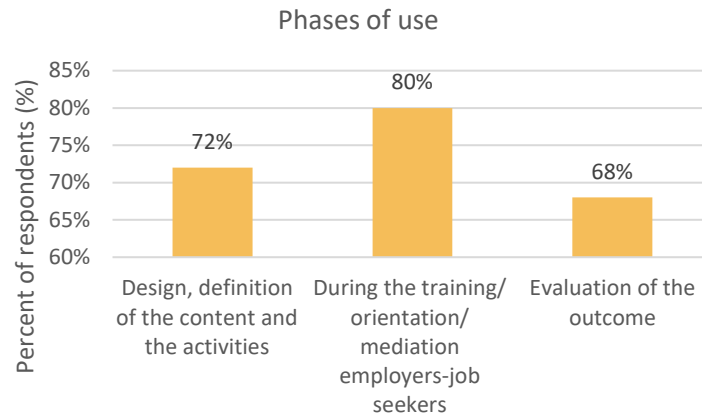 Phases of use
Percent of respondents (%)
85%
80%
75%
70%
65%
60%
72%
80%
68%
Design, definition
of the content and
the activities
During the training/
orientation/
mediation
employers-job
seekers
Evaluation of the
outcome